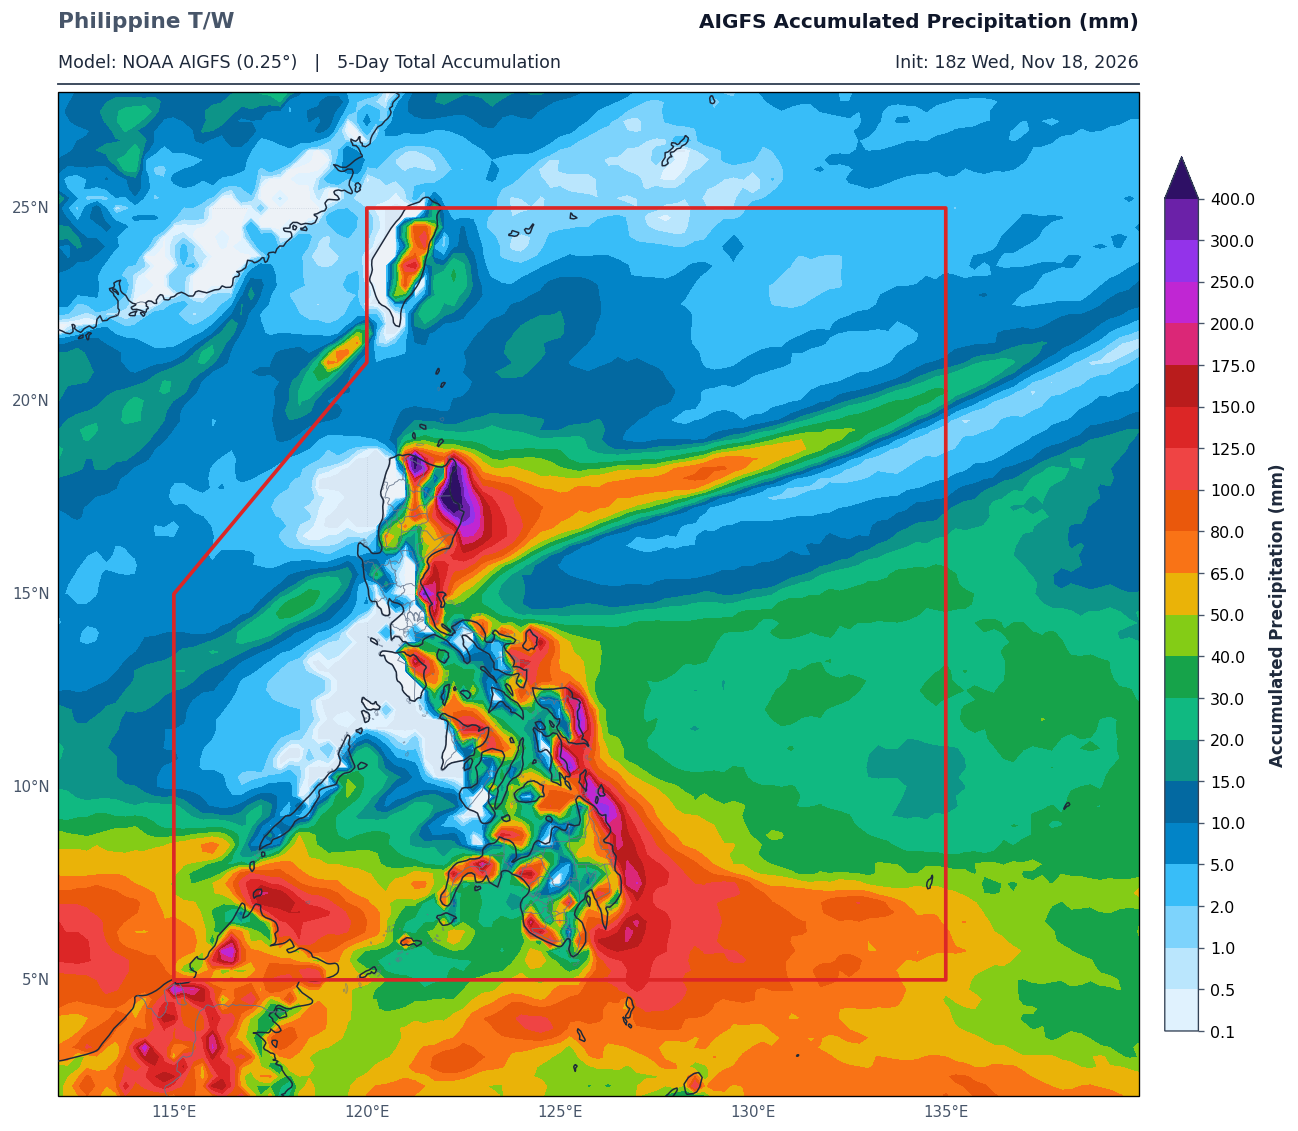 Philippine T/W
AIGFS Accumulated Precipitation (mm)
Model: NOAA AIGFS (0.25°) | 5-Day Total Accumulation
Init: 18z Wed, Nov 18, 2026
25°N
20°N
15°N
10°N
5°N
115°E
120°E
125°E
130°E
135°E
400.0
300.0
250.0
200.0
175.0
150.0
125.0
100.0
80.0
65.0
50.0
40.0
30.0
20.0
15.0
10.0
5.0
2.0
1.0
0.5
0.1
Accumulated Precipitation (mm)